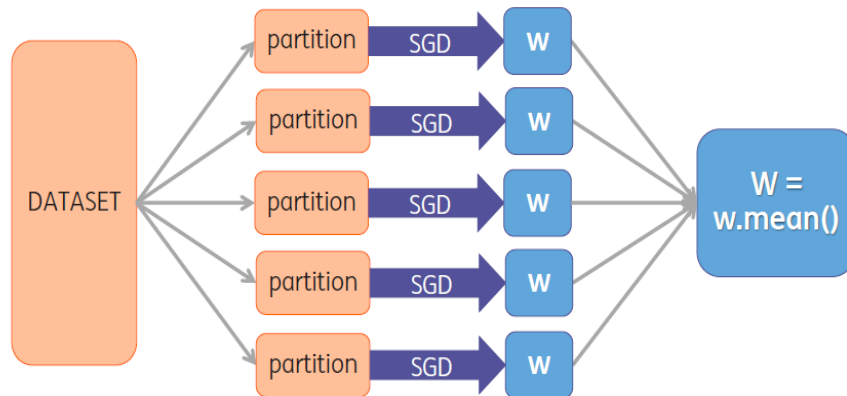 partition SGD w
partition SGD w
DATASET partition SGD w W =
w.mean()
partition SGD w
partition SGD w